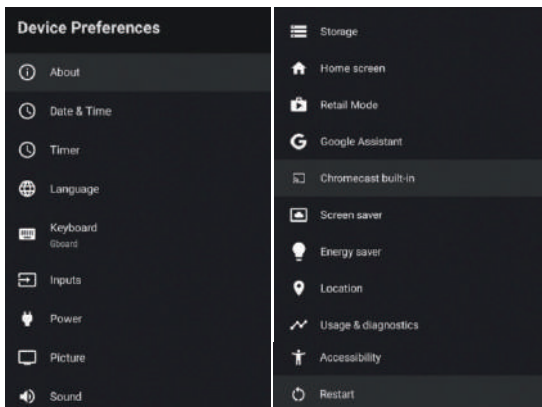 Device Preferences
About
Date & Time
Timer
Language
Keyboard
Gboard
Inputs
Power
Picture
Sound
Storage
Home screen
Retail Mode
Google Assistant
Chromecast built-in
Screen saver
Energy saver
Location
Usage & diagnostics
Accessibility
Restart